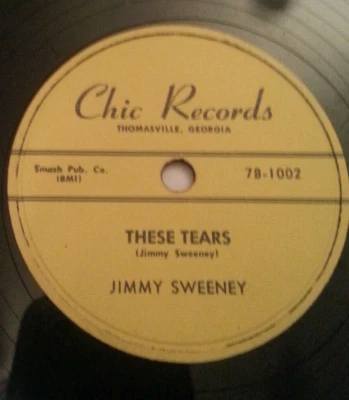 Chic Records
THOMASVILLE, GEORGIA
Smash Pub. Co.
(BMI)
78-1002
THESE TEARS
(Jimmy Sweeney)
JIMMY SWEENEY